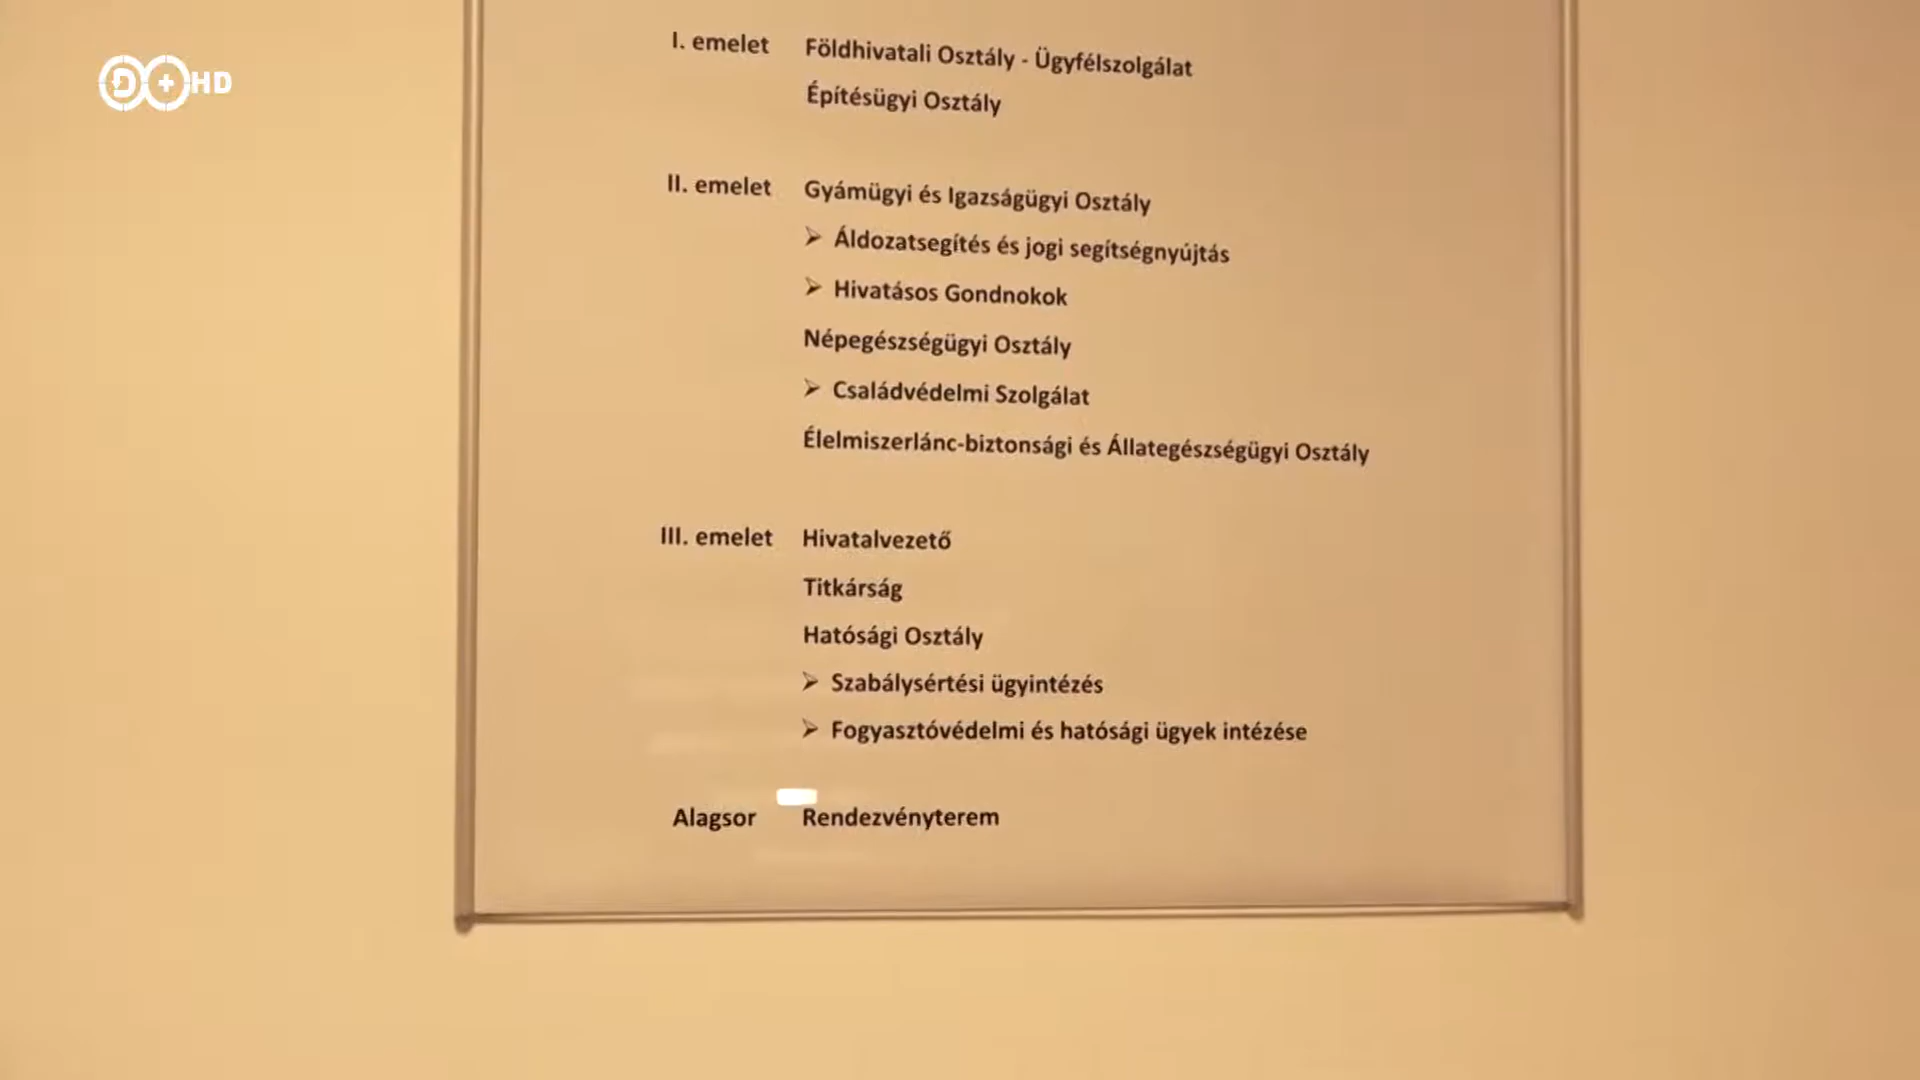 D+HD
I. emelet Földhivatali Osztály - Ügyfélszolgálat
Építésügyi Osztály
II. emelet Gyámügyi és Igazságügyi Osztály
➢ Áldozatsegítés és jogi segítségnyújtás
➢ Hivatásos Gondnokok
Népegészségügyi Osztály
➢ Családvédelmi Szolgálat
Élelmiszerlánc-biztonsági és Állategészségügyi Osztály
III. emelet Hivatalvezető
Titkárság
Hatósági Osztály
➢ Szabálysértési ügyintézés
➢ Fogyasztóvédelmi és hatósági ügyek intézése
Alagsor Rendezvényterem